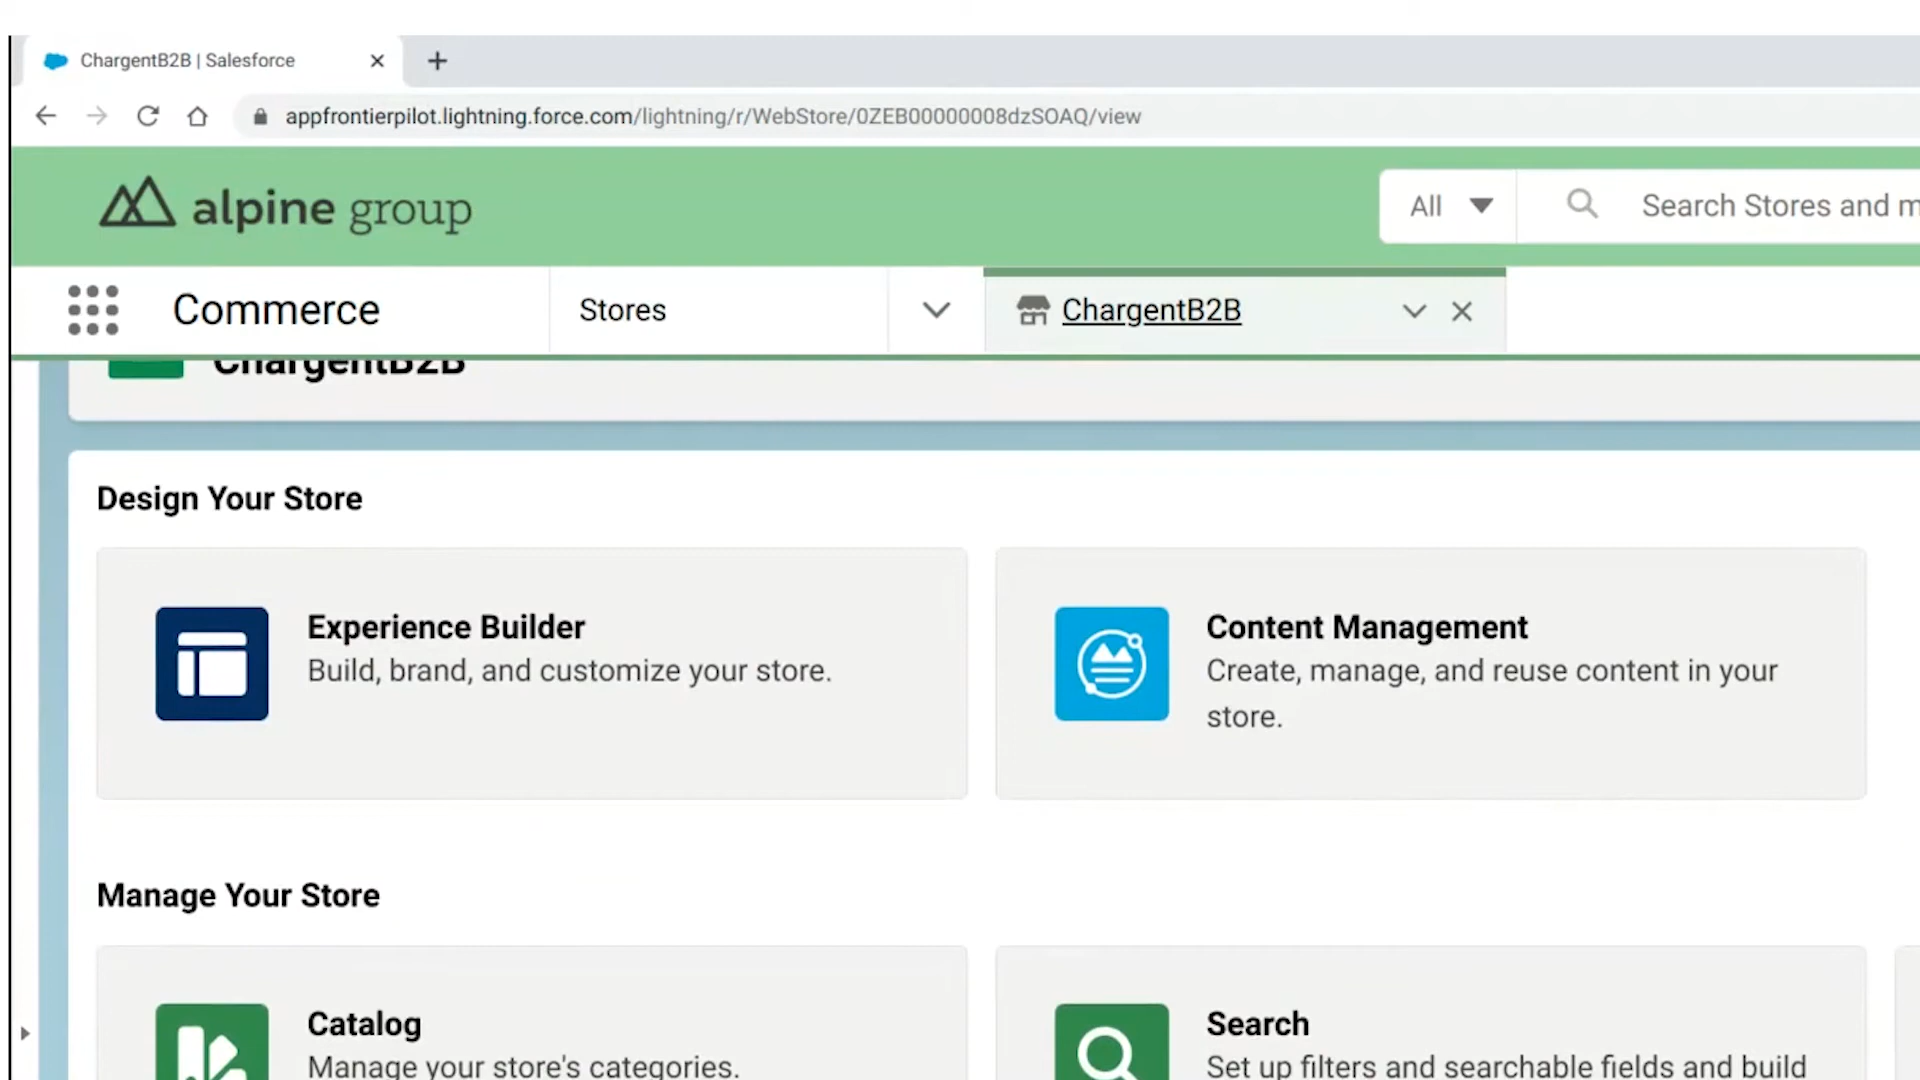 ChargentB2B | Salesforce
appfrontierpilot.lightning.force.com/lightning/r/WebStore/0ZEB00000008dzSOAQ/view
alpine group
All
Search Stores and m
Commerce
Stores
ChargentB2B
ChargentB2B
Design Your Store
Experience Builder
Build, brand, and customize your store.
Content Management
Create, manage, and reuse content in your
store.
Manage Your Store
Catalog
Manage your store's categories.
Search
Set up filters and searchable fields and build